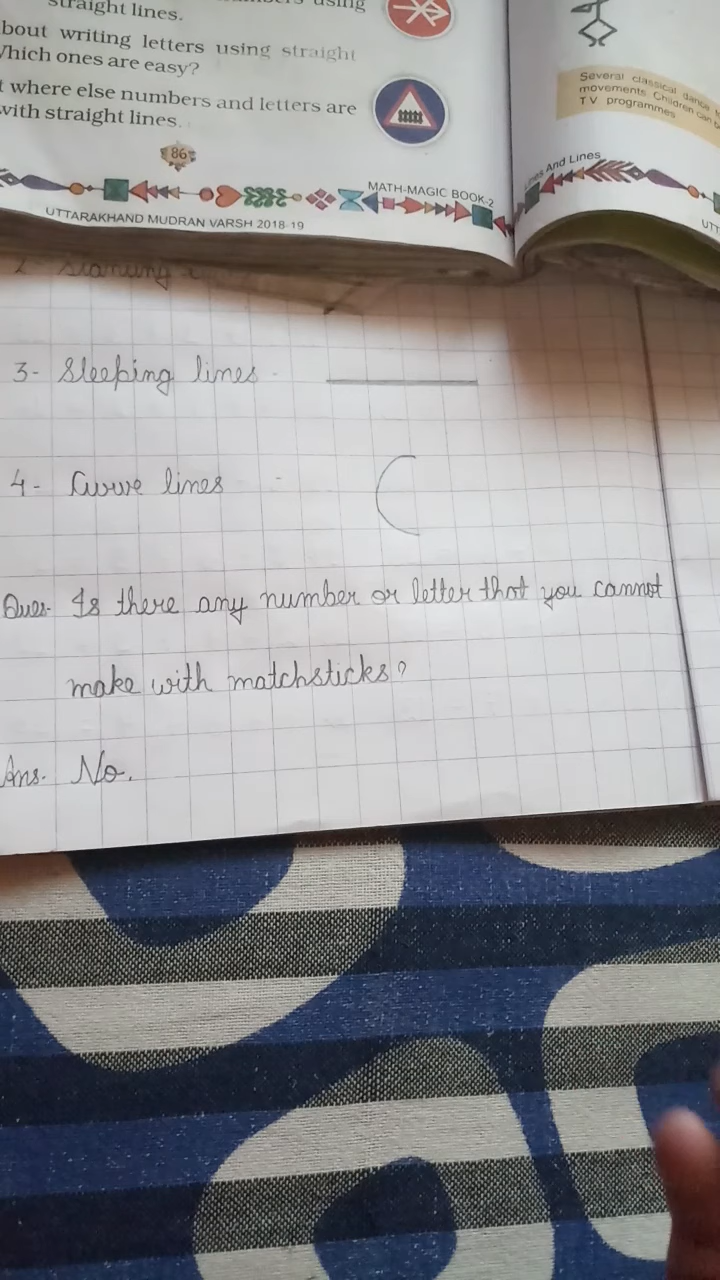 straight lines.
using
bout writing letters using straight
Which ones are easy?
t where else numbers and letters are
with straight lines.
86
MATH-MAGIC BOOK-2
UTTARAKHAND MUDRAN VARSH 2018-19
Several classical dance
movements Children can
T V programmes
Lines And Lines
UTT
3- Sleeping lines -
4- Curve lines -
Ques. Is there any number or letter that you cannot
make with matchsticks?
Ans. No.